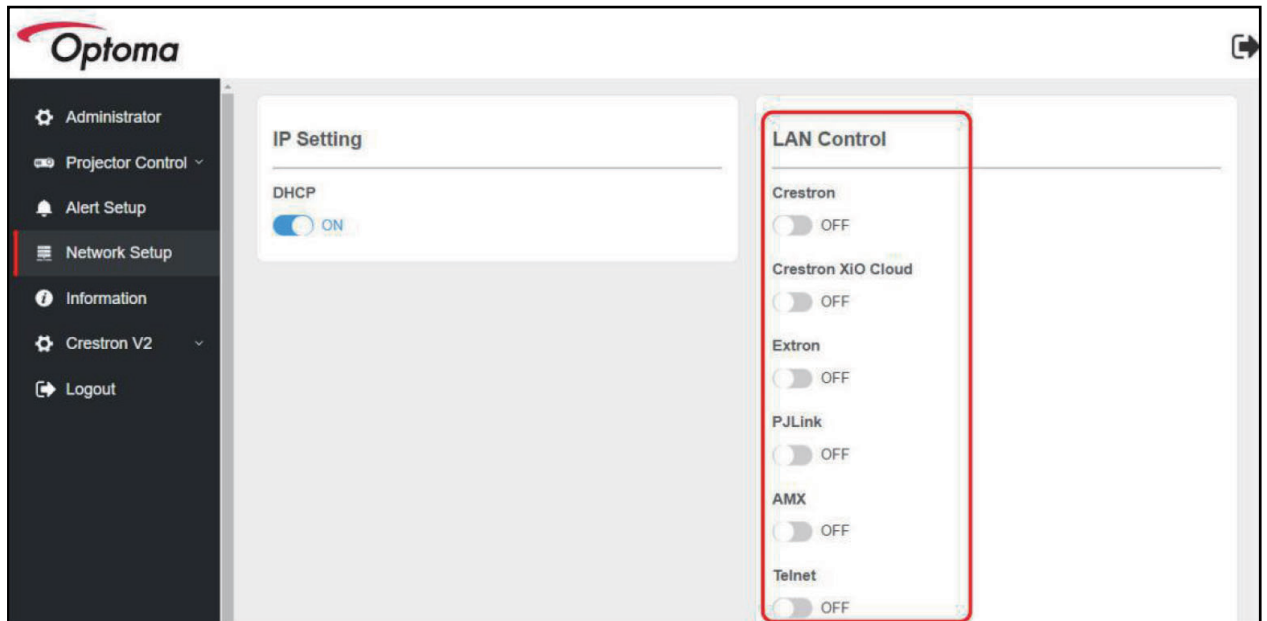 Optoma
Administrator
Projector Control
Alert Setup
Network Setup
Information
Crestron V2
Logout
IP Setting
DHCP
ON
LAN Control
Crestron
OFF
Crestron XiO Cloud
OFF
Extron
OFF
PJLink
OFF
AMX
OFF
Telnet
OFF